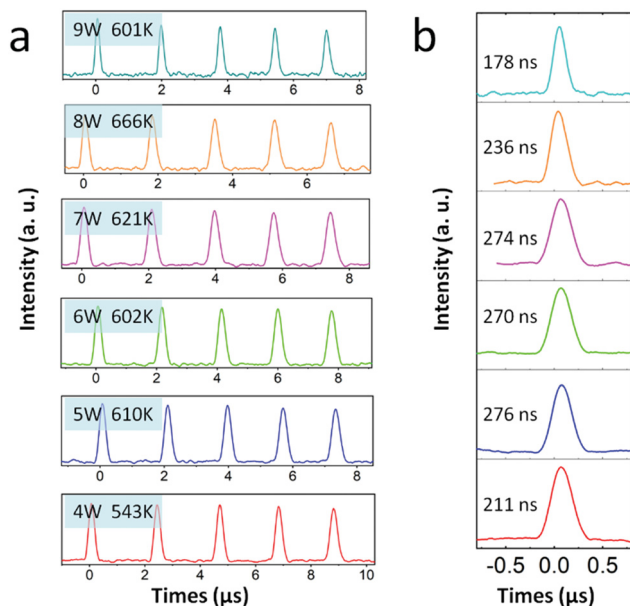 a
b
Intensity (a. u.)
9W 601K
0 2 4 6 8
8W 666K
0 2 4 6
7W 621K
0 2 4 6 8
6W 602K
0 2 4 6 8
5W 610K
0 2 4 6 8
4W 543K
0 2 4 6 8 10
Times (μs)
Intensity (a. u.)
178 ns
236 ns
274 ns
270 ns
276 ns
211 ns
-0.5 0.0 0.5
Times (μs)